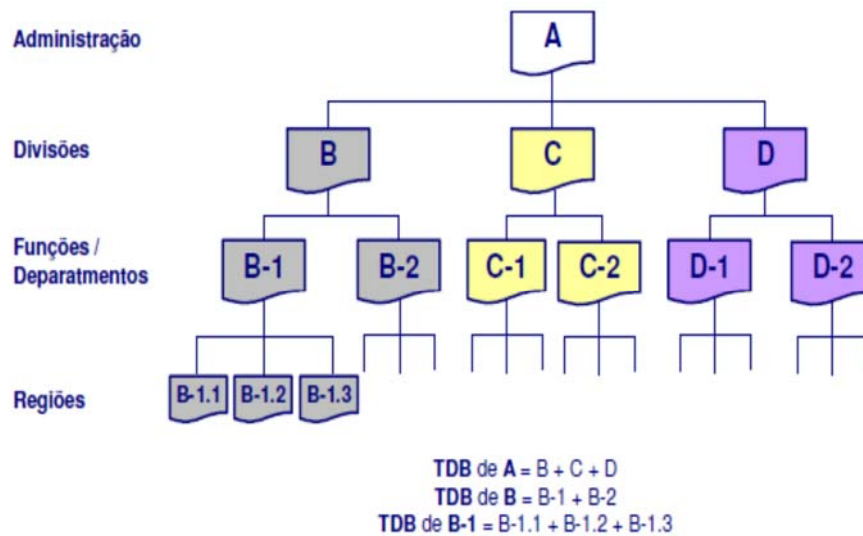 Administração
A
Divisões
B C D
Funções /
Deparatmentos
B-1 B-2 C-1 C-2 D-1 D-2
Regiões
B-1.1 B-1.2 B-1.3
TDB de A = B + C + D
TDB de B = B-1 + B-2
TDB de B-1 = B-1.1 + B-1.2 + B-1.3